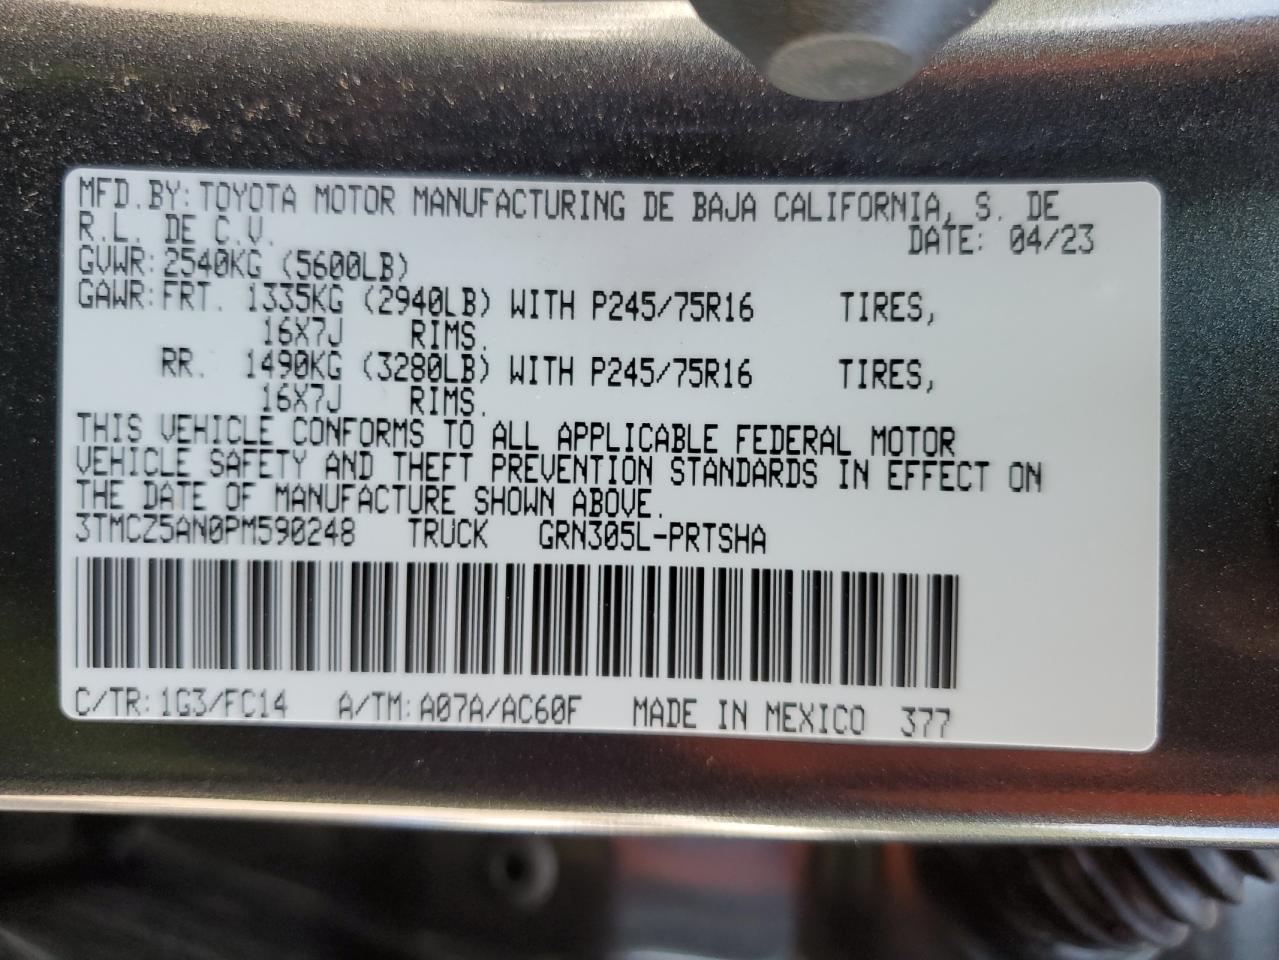 MFD.BY:TOYOTA MOTOR MANUFACTURING DE BAJA CALIFORNIA, S. DE
R.L. DE C.V. DATE: 04/23
GVWR:2540KG (5600LB)
GAWR:FRT. 1335KG (2940LB) WITH P245/75R16 TIRES,
16X7J RIMS.
RR. 1490KG (3280LB) WITH P245/75R16 TIRES,
16X7J RIMS.
THIS VEHICLE CONFORMS TO ALL APPLICABLE FEDERAL MOTOR
VEHICLE SAFETY AND THEFT PREVENTION STANDARDS IN EFFECT ON
THE DATE OF MANUFACTURE SHOWN ABOVE.
3TMCZ5AN0PM590248 TRUCK GRN305L-PRTSHA
C/TR:1G3/FC14 A/TM:A07A/AC60F MADE IN MEXICO 377